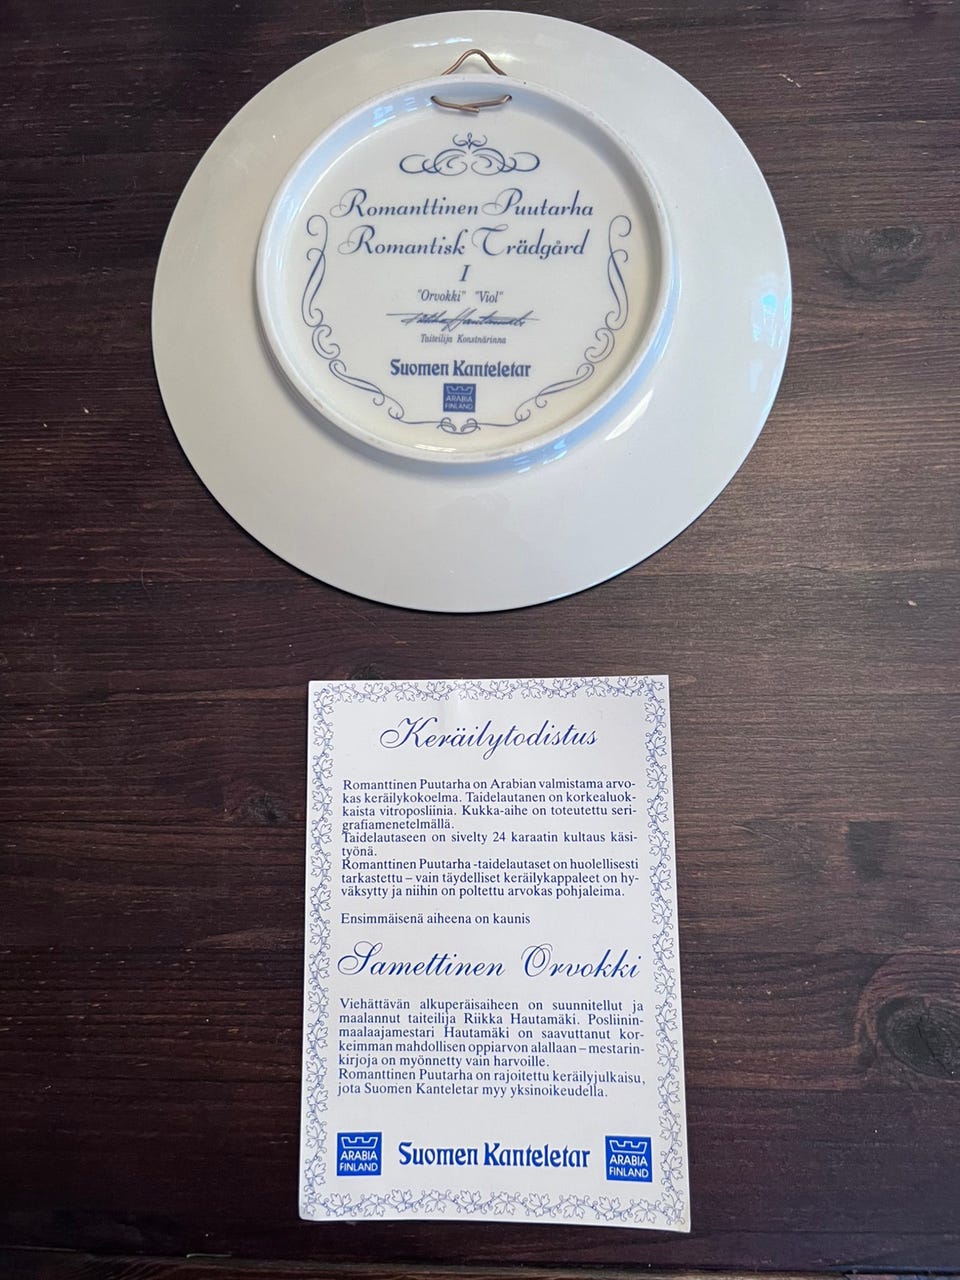 Romanttinen Puutarha
Romantisk Trädgård
I
"Orvokki" "Viol"
Taiteilija Konstnärinna
Suomen Kanteletar
ARABIA
FINLAND
Keräilytodistus
Romanttinen Puutarha on Arabian valmistama arvo-
kas keräilykokoelma. Taidelautanen on korkealuok-
kaista vitroposliinia. Kukka-aihe on toteutettu seri-
grafiamenetelmällä.
Taidelautaseen on sivelty 24 karaatin kultaus käsi-
työnä.
Romanttinen Puutarha -taidelautaset on huolellisesti
tarkastettu – vain täydelliset keräilykappaleet on hy-
väksytty ja niihin on poltettu arvokas pohjaleima.
Ensimmäisenä aiheena on kaunis
Samettinen Orvokki
Viehättävän alkuperäisaiheen on suunnitellut ja
maalannut taiteilija Riikka Hautamäki. Posliinin-
maalaajamestari Hautamäki on saavuttanut kor-
keimman mahdollisen oppiarvon alallaan – mestarin-
kirjoja on myönnetty vain harvoille.
Romanttinen Puutarha on rajoitettu keräilyjulkaisu,
jota Suomen Kanteletar myy yksinoikeudella.
ARABIA
FINLAND
Suomen Kanteletar
ARABIA
FINLAND